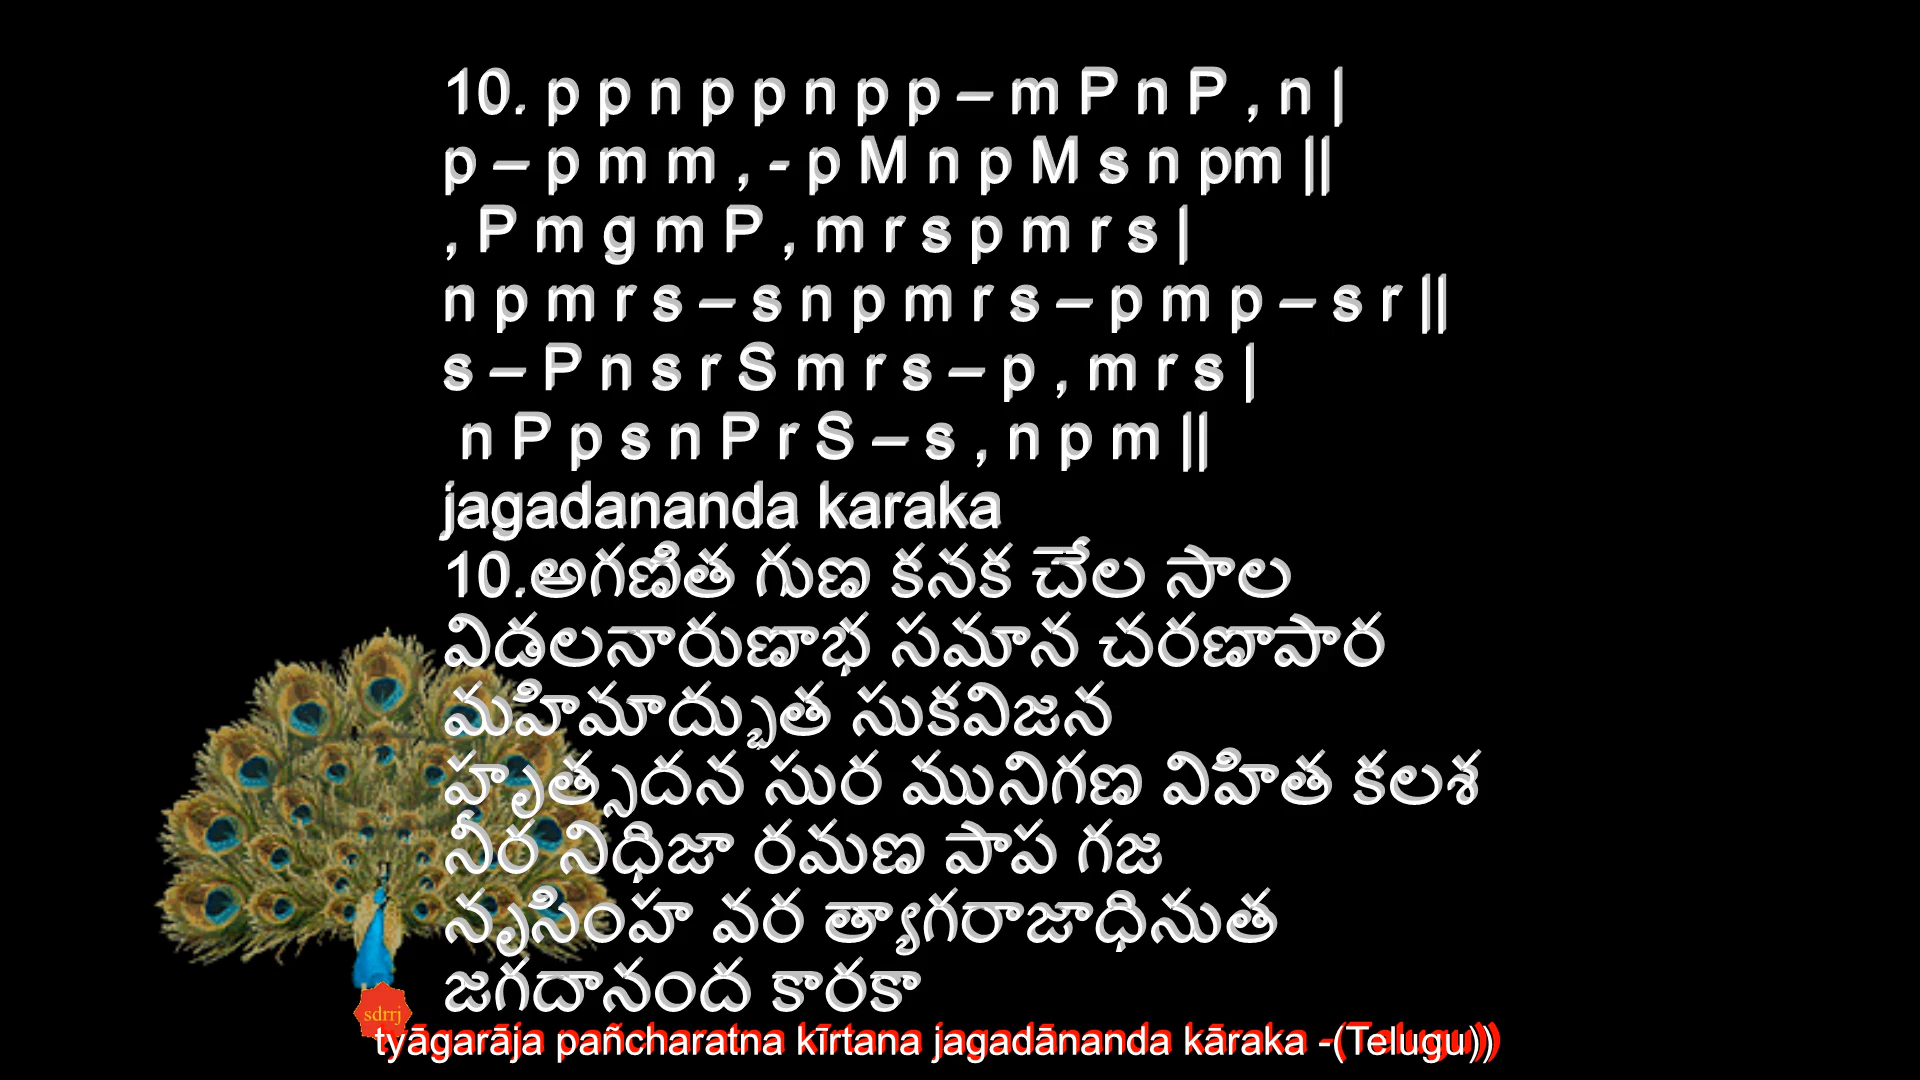 10. p p n p p n p p – m P n P , n |
p – p m m , - p M n p M s n pm ||
, P m g m P , m r s p m r s |
n p m r s – s n p m r s – p m p – s r ||
s – P n s r S m r s – p , m r s |
n P p s n P r S – s , n p m ||
jagadananda karaka
10.అగణిత గుణ కనక చేల సాల
విడలనారుణాభ సమాన చరణాపార
మహిమాద్భుత సుకవిజన
హృత్సదన సుర మునిగణ విహిత కలశ
నీర నిధిజా రమణ పాప గజ
నృసింహ వర త్యాగరాజాధినుత
జగదానంద కారకా
sdrrj
tyāgarāja pañcharatna kīrtana jagadānanda kāraka -(Telugu))